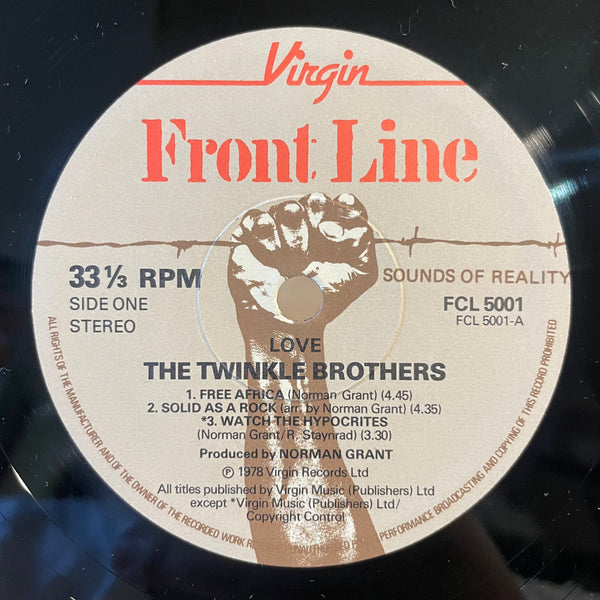 Virgin
Front Line
33 ⅓ RPM
SIDE ONE
STEREO
SOUNDS OF REALITY
FCL 5001
FCL 5001-A
LOVE
THE TWINKLE BROTHERS
1. FREE AFRICA (Norman Grant) (4.45)
2. SOLID AS A ROCK (arr. by Norman Grant) (4.35)
*3. WATCH THE HYPOCRITES
(Norman Grant/R. Staynrad) (3.30)
Produced by NORMAN GRANT
℗ 1978 Virgin Records Ltd
All titles published by Virgin Music (Publishers) Ltd
except *Virgin Music (Publishers) Ltd/
Copyright Control
ALL RIGHTS OF THE MANUFACTURER AND OF THE OWNER OF THE RECORDED WORK PERFORMANCE BROADCASTING AND COPYING OF THIS RECORD PROHIBITED